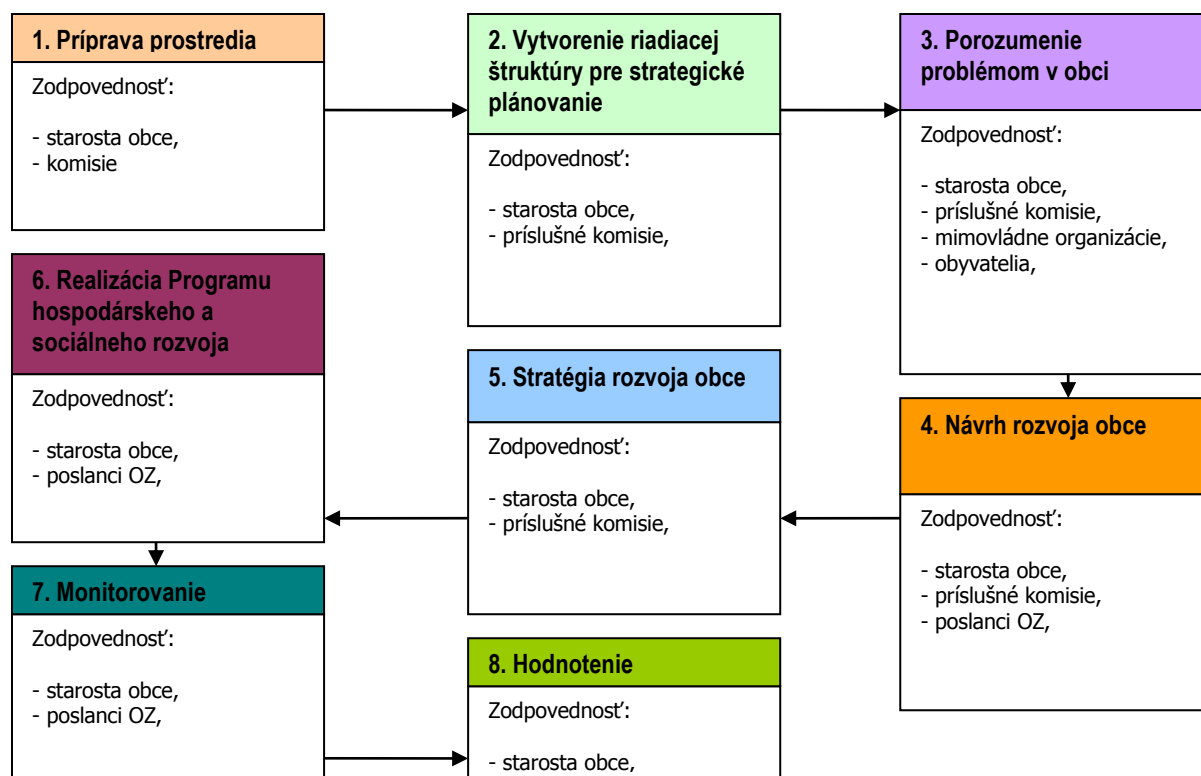 1. Príprava prostredia
Zodpovednosť:
- starosta obce,
- komisie
2. Vytvorenie riadiacej
štruktúry pre strategické
plánovanie
Zodpovednosť:
- starosta obce,
- príslušné komisie,
3. Porozumenie
problémom v obci
Zodpovednosť:
- starosta obce,
- príslušné komisie,
- mimovládne organizácie,
- obyvatelia,
4. Návrh rozvoja obce
Zodpovednosť:
- starosta obce,
- príslušné komisie,
- poslanci OZ,
5. Stratégia rozvoja obce
Zodpovednosť:
- starosta obce,
- príslušné komisie,
6. Realizácia Programu
hospodárskeho a
sociálneho rozvoja
Zodpovednosť:
- starosta obce,
- poslanci OZ,
7. Monitorovanie
Zodpovednosť:
- starosta obce,
- poslanci OZ,
8. Hodnotenie
Zodpovednosť:
- starosta obce,